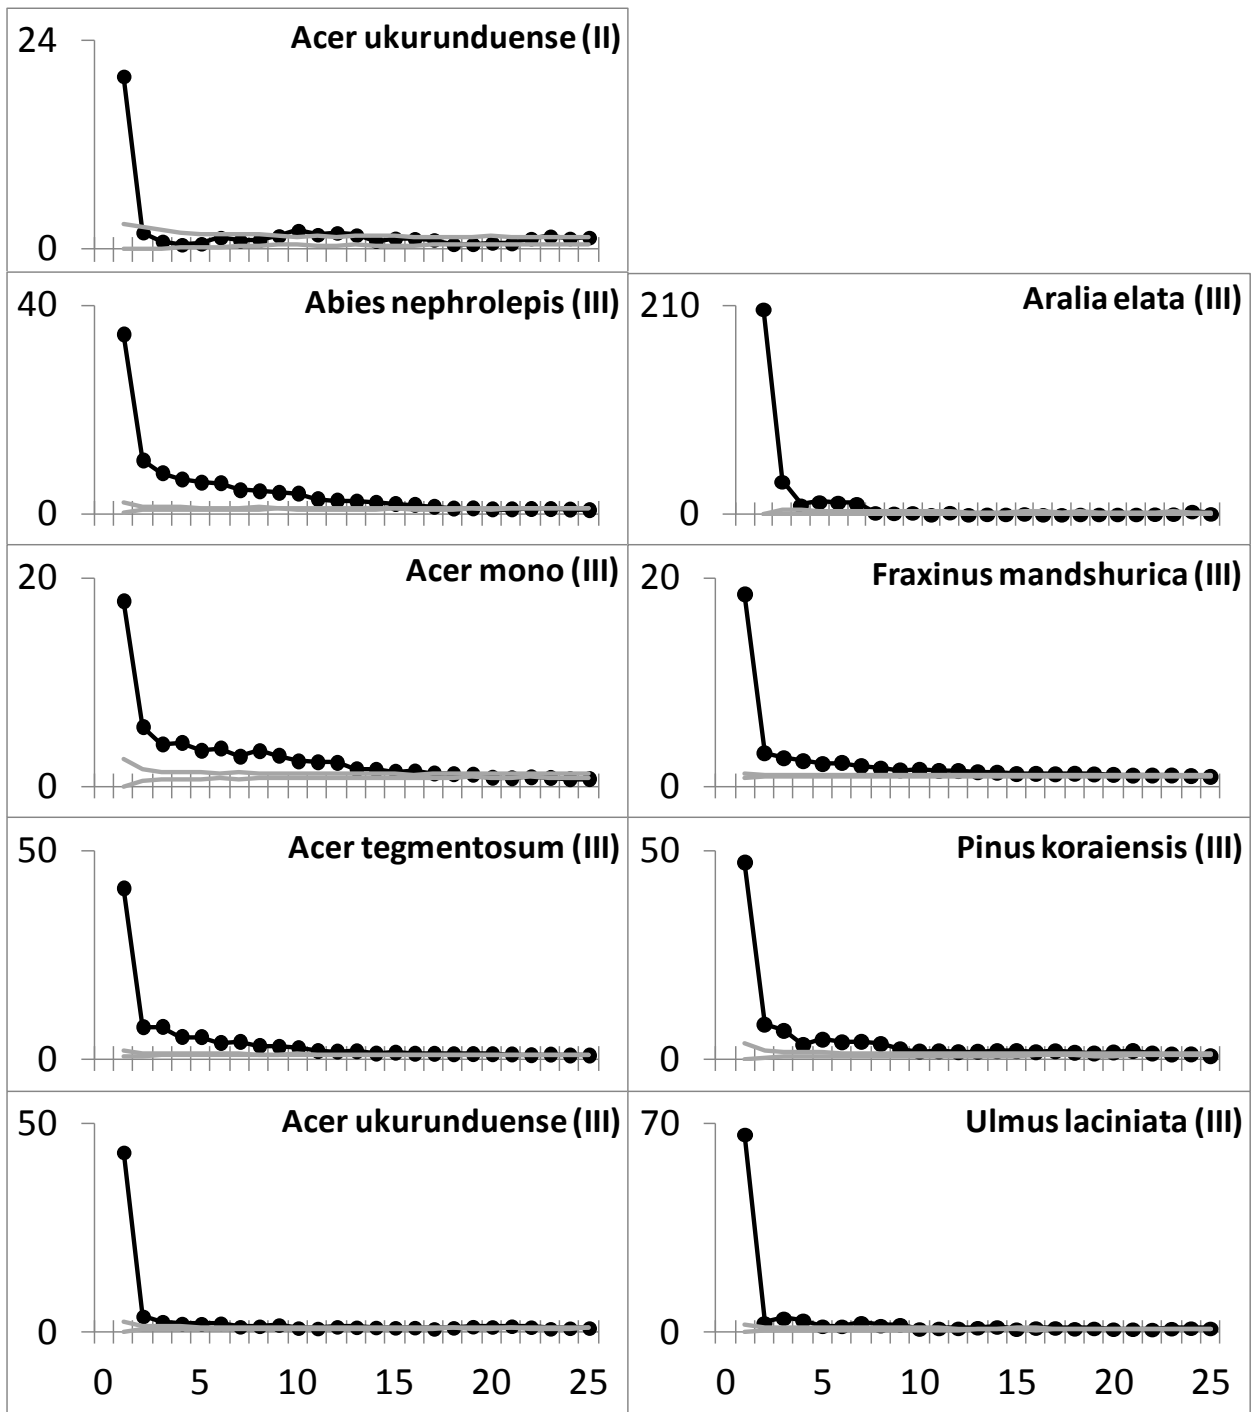 24
Acer ukurunduense (II)
0
40
Abies nephrolepis (III)
0
210
Aralia elata (III)
0
20
Acer mono (III)
0
20
Fraxinus mandshurica (III)
0
50
Acer tegmentosum (III)
0
50
Pinus koraiensis (III)
0
50
Acer ukurunduense (III)
0
0 5 10 15 20 25
70
Ulmus laciniata (III)
0
0 5 10 15 20 25